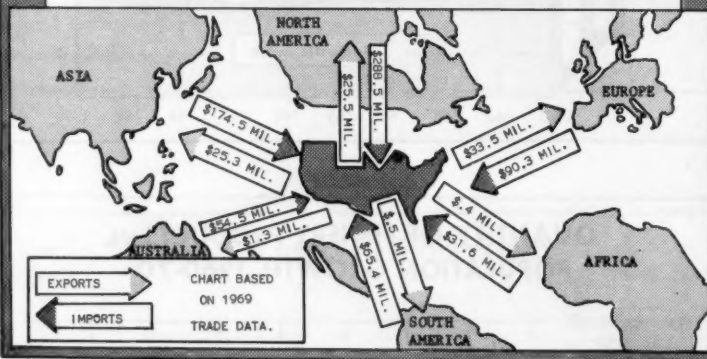 NORTH
AMERICA
ASIA
EUROPE
$25.5 MIL.
$288.5 MIL.
$174.5 MIL.
$25.3 MIL.
$33.5 MIL.
$90.3 MIL.
$54.5 MIL.
$1.3 MIL.
$.4 MIL.
$31.6 MIL.
$.5 MIL.
$65.4 MIL.
AUSTRALIA
AFRICA
SOUTH
AMERICA
EXPORTS
IMPORTS
CHART BASED
ON 1969
TRADE DATA.